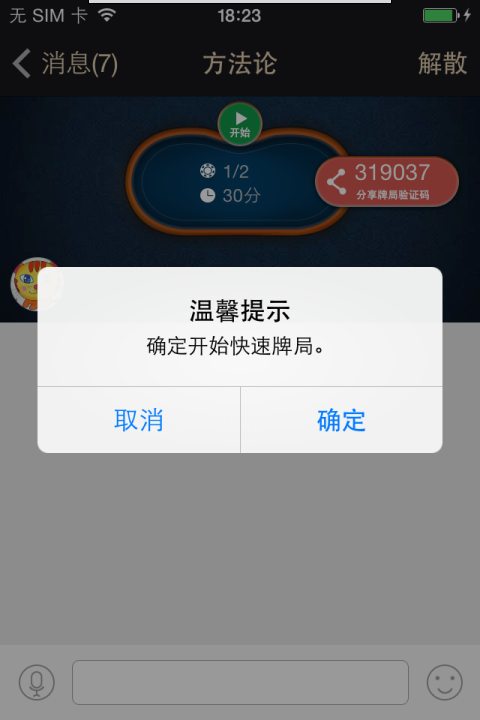 无 SIM 卡
18:23
消息(7)
方法论
解散
开始
1/2
30分
319037
分享牌局验证码
温馨提示
确定开始快速牌局。
取消
确定